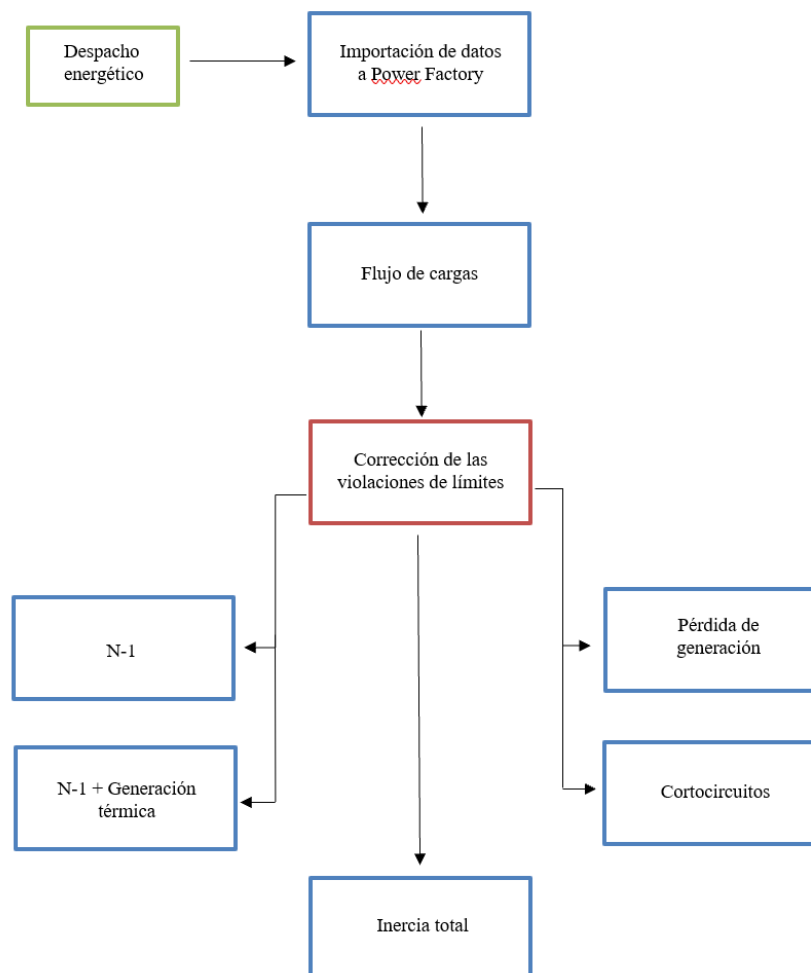 Despacho
energético
Importación de datos
a Power Factory
Flujo de cargas
Corrección de las
violaciones de límites
N-1
Pérdida de
generación
N-1 + Generación
térmica
Cortocircuitos
Inercia total